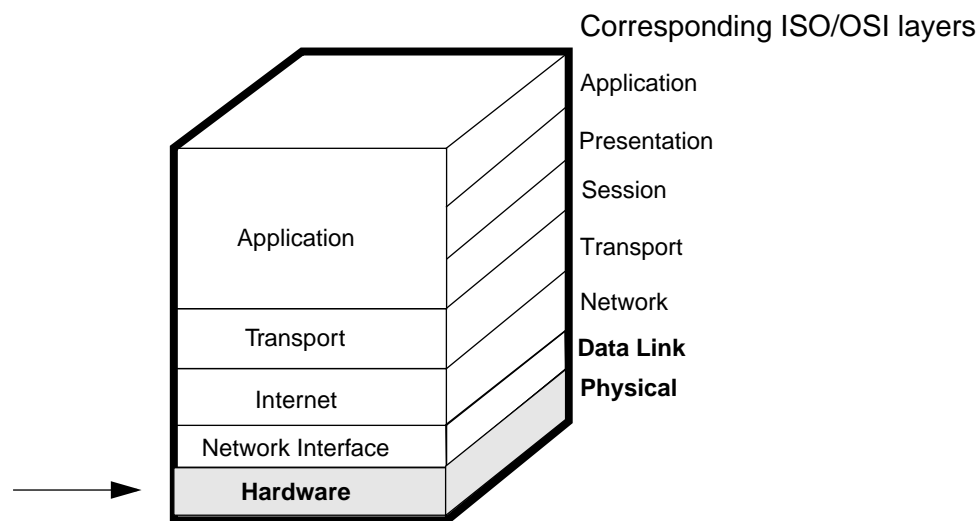 Corresponding ISO/OSI layers
Application
Presentation
Session
Transport
Network
Data Link
Physical
Application
Transport
Internet
Network Interface
Hardware